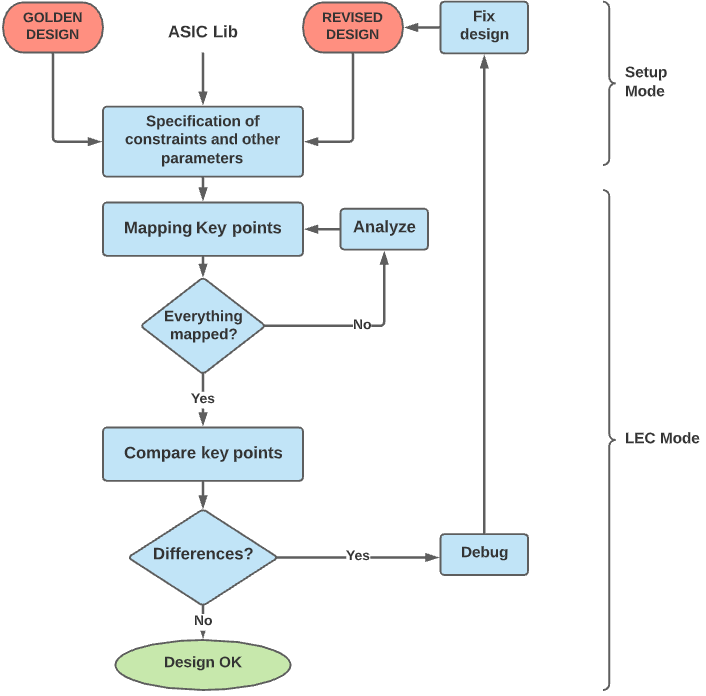 GOLDEN
DESIGN
ASIC Lib
REVISED
DESIGN
Fix
design
Setup
Mode
Specification of
constraints and other
parameters
Mapping Key points
Analyze
Everything
mapped?
No
Yes
LEC Mode
Compare key points
Differences?
Yes
Debug
No
Design OK